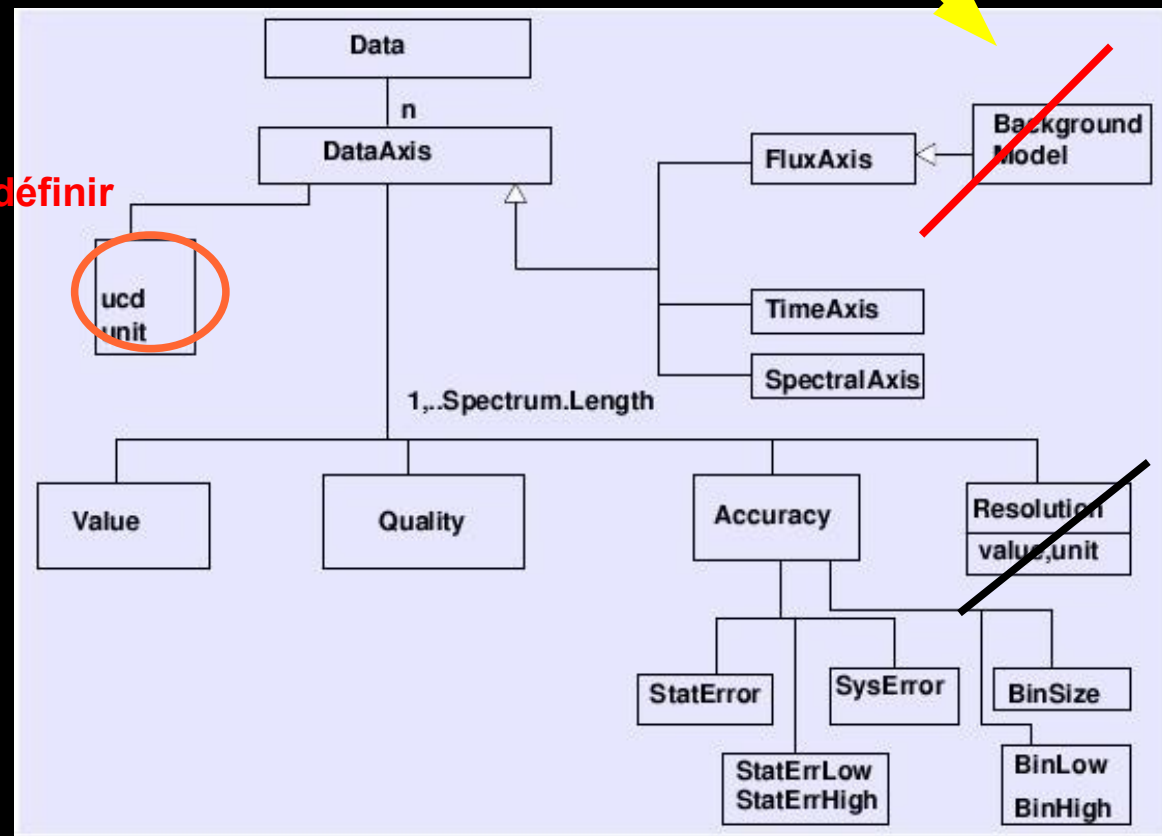 Data
n
DataAxis
définir
ucd
unit
FluxAxis
Background
Model
TimeAxis
SpectralAxis
1,..Spectrum.Length
Value
Quality
Accuracy
Resolution
value,unit
StatError
SysError
BinSize
StatErrLow
StatErrHigh
BinLow
BinHigh